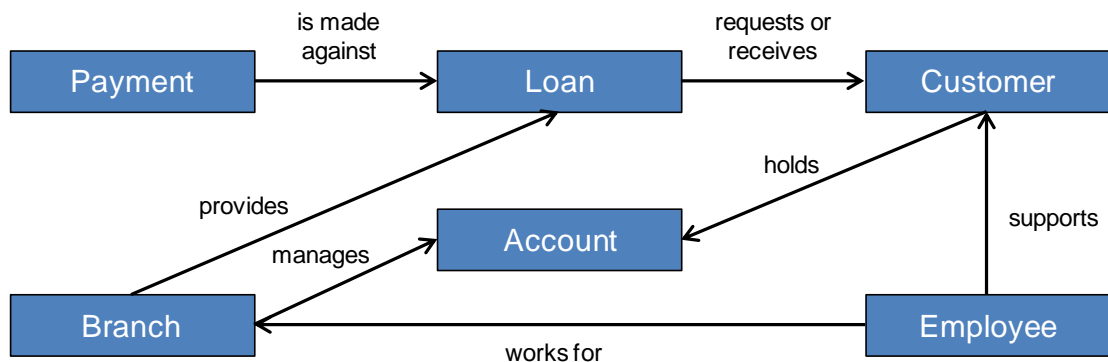 is made
against
requests or
receives
Payment
Loan
Customer
holds
provides
Account
supports
manages
Branch
Employee
works for